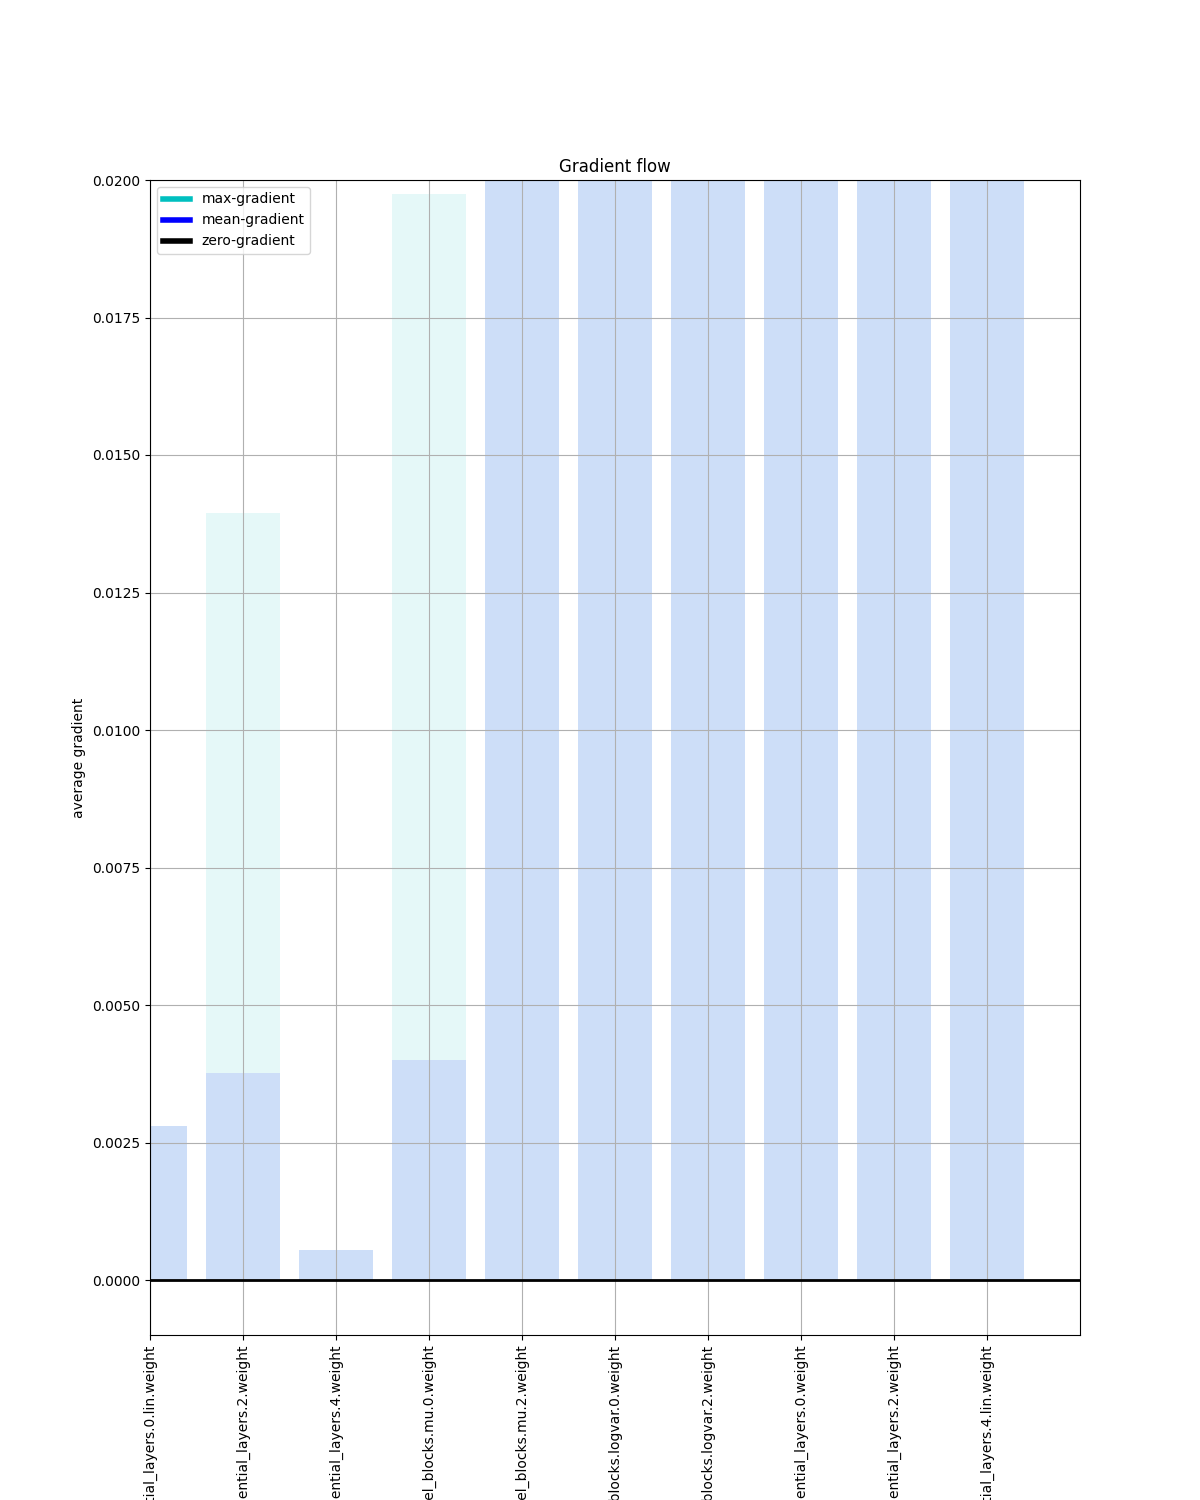 Gradient flow
max-gradient
mean-gradient
zero-gradient
0.0200
0.0175
0.0150
0.0125
0.0100
0.0075
0.0050
0.0025
0.0000
average gradient
tial_layers.0.lin.weight
ential_layers.2.weight
ential_layers.4.weight
el_blocks.mu.0.weight
el_blocks.mu.2.weight
blocks.logvar.0.weight
blocks.logvar.2.weight
ential_layers.0.weight
ential_layers.2.weight
tial_layers.4.lin.weight